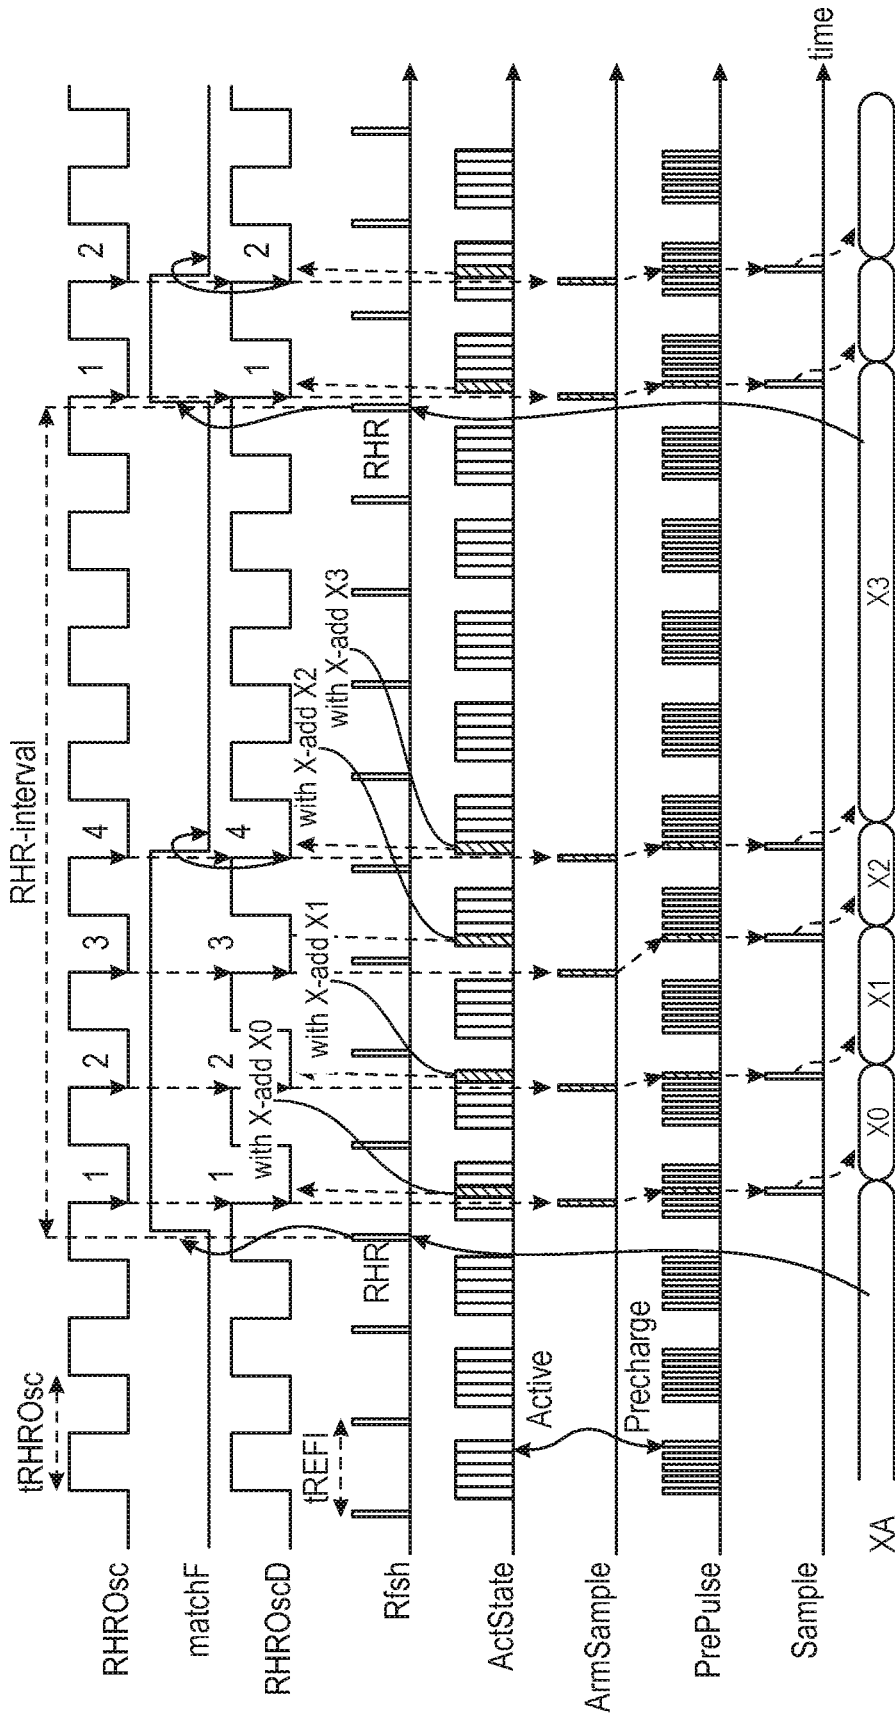 RHR-interval
tRHROsc
RHROsc
1
2
3
4
1
2
matchF
RHROscD
1
2
3
4
1
2
with X-add X0
with X-add X1
with X-add X2
with X-add X3
tREFI
Rfsh
RHR
RHR
ActState
Active
ArmSample
Precharge
PrePulse
Sample
time
XA
X0
X1
X2
X3